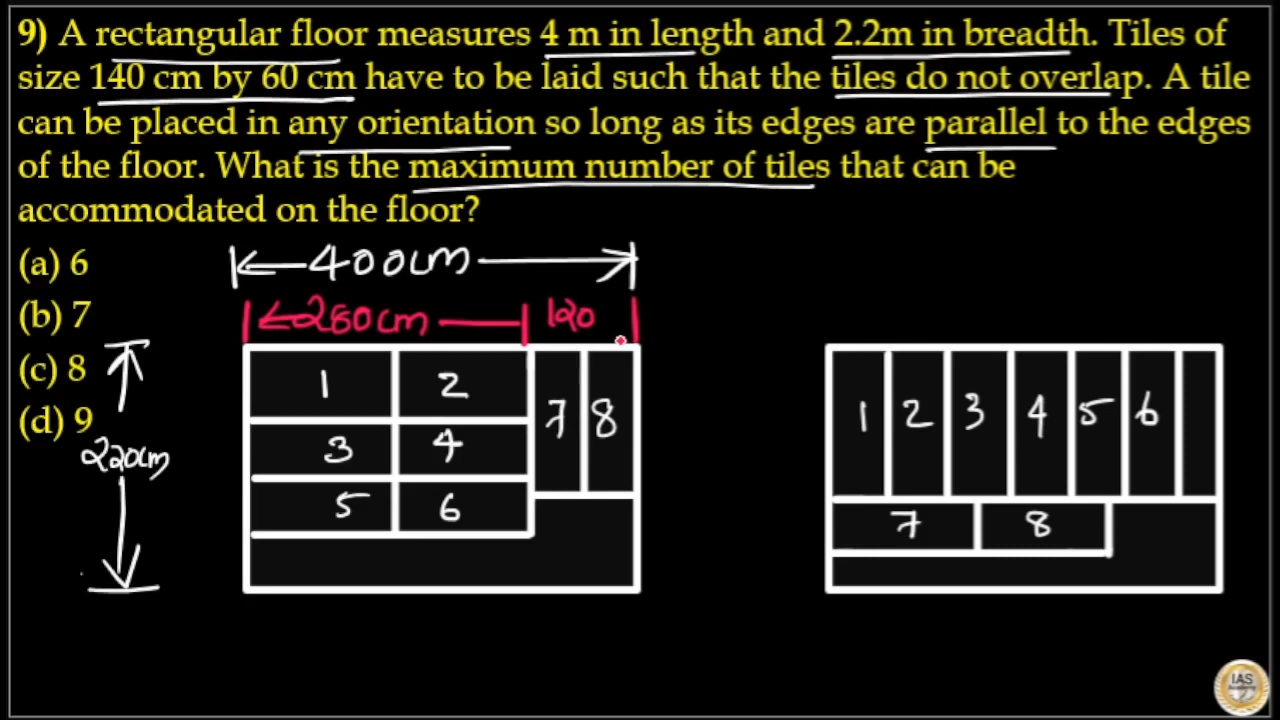 9) A rectangular floor measures 4 m in length and 2.2m in breadth. Tiles of
size 140 cm by 60 cm have to be laid such that the tiles do not overlap. A tile
can be placed in any orientation so long as its edges are parallel to the edges
of the floor. What is the maximum number of tiles that can be
accommodated on the floor?
(a) 6
(b) 7
(c) 8
(d) 9
400cm
280cm
120
220cm
1 2
3 4
5 6
7 8
1 2 3 4 5 6
7 8
IAS
Academy